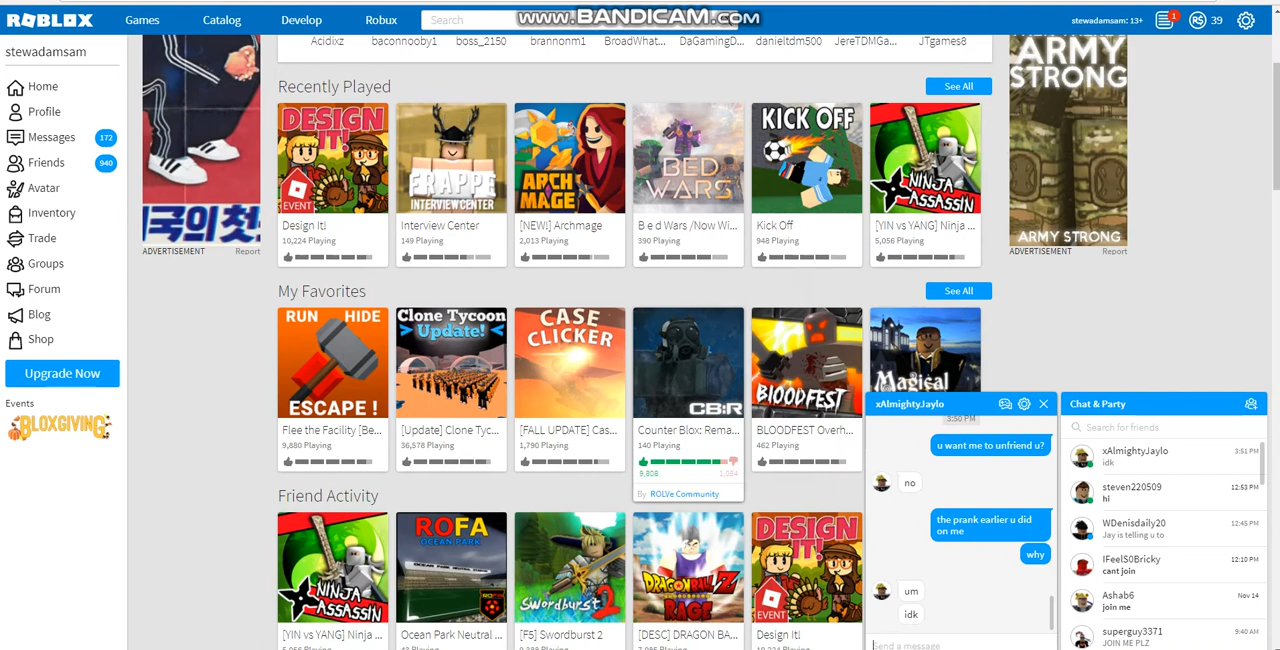 ROBLOX
Games
Catalog
Develop
Robux
Search
www.BANDICAM.com
stewadamsam: 13+
1
R$
39
stewadamsam
Home
Profile
Messages
172
Friends
940
Avatar
Inventory
Trade
Groups
Forum
Blog
Shop
Upgrade Now
Events
BLOXGIVING
ADVERTISEMENT
Report
Acidixz
baconnooby1
boss_2150
brannonm1
BroadWhat...
DaGamingD...
danieltdm500
JereTDMGa...
JTgames8
Recently Played
See All
DESIGN IT!
EVENT
FRAPPE
INTERVIEW CENTER
ARCH MAGE
BED WARS
KICK OFF
NINJA ASSASSIN
Design It!
10,224 Playing
Interview Center
149 Playing
[NEW!] Archmage
2,013 Playing
B e d Wars /Now Wi...
390 Playing
Kick Off
948 Playing
[YIN vs YANG] Ninja ...
5,056 Playing
ARMY STRONG
ARMY STRONG
ADVERTISEMENT
Report
My Favorites
See All
RUN HIDE
ESCAPE !
Clone Tycoon
> Update! <
CASE CLICKER
CB:R
BLOODFEST
Magical
Flee the Facility [Be...
9,880 Playing
[Update] Clone Tyc...
36,578 Playing
[FALL UPDATE] Cas...
1,790 Playing
Counter Blox: Rema...
140 Playing
9,808
1,054
By ROLVe Community
BLOODFEST Overh...
462 Playing
Friend Activity
NINJA ASSASSIN
ROFA
OCEAN PARK
SwordBurst 2
DRAGON BALL Z
RAGE
DESIGN IT!
EVENT
[YIN vs YANG] Ninja ...
Ocean Park Neutral ...
[F5] Swordburst 2
[DESC] DRAGON BA...
Design It!
xAlmightyJaylo
3:50 PM
u want me to unfriend u?
no
the prank earlier u did
on me
why
um
idk
Send a message
Chat & Party
Search for friends
xAlmightyJaylo
3:51 PM
idk
steven220509
12:53 PM
hi
WDenisdaily20
12:45 PM
Jay is telling u to
IFeelS0Bricky
12:10 PM
cant join
Ashab6
Nov 14
join me
superguy3371
9:40 AM
JOIN ME PLZ